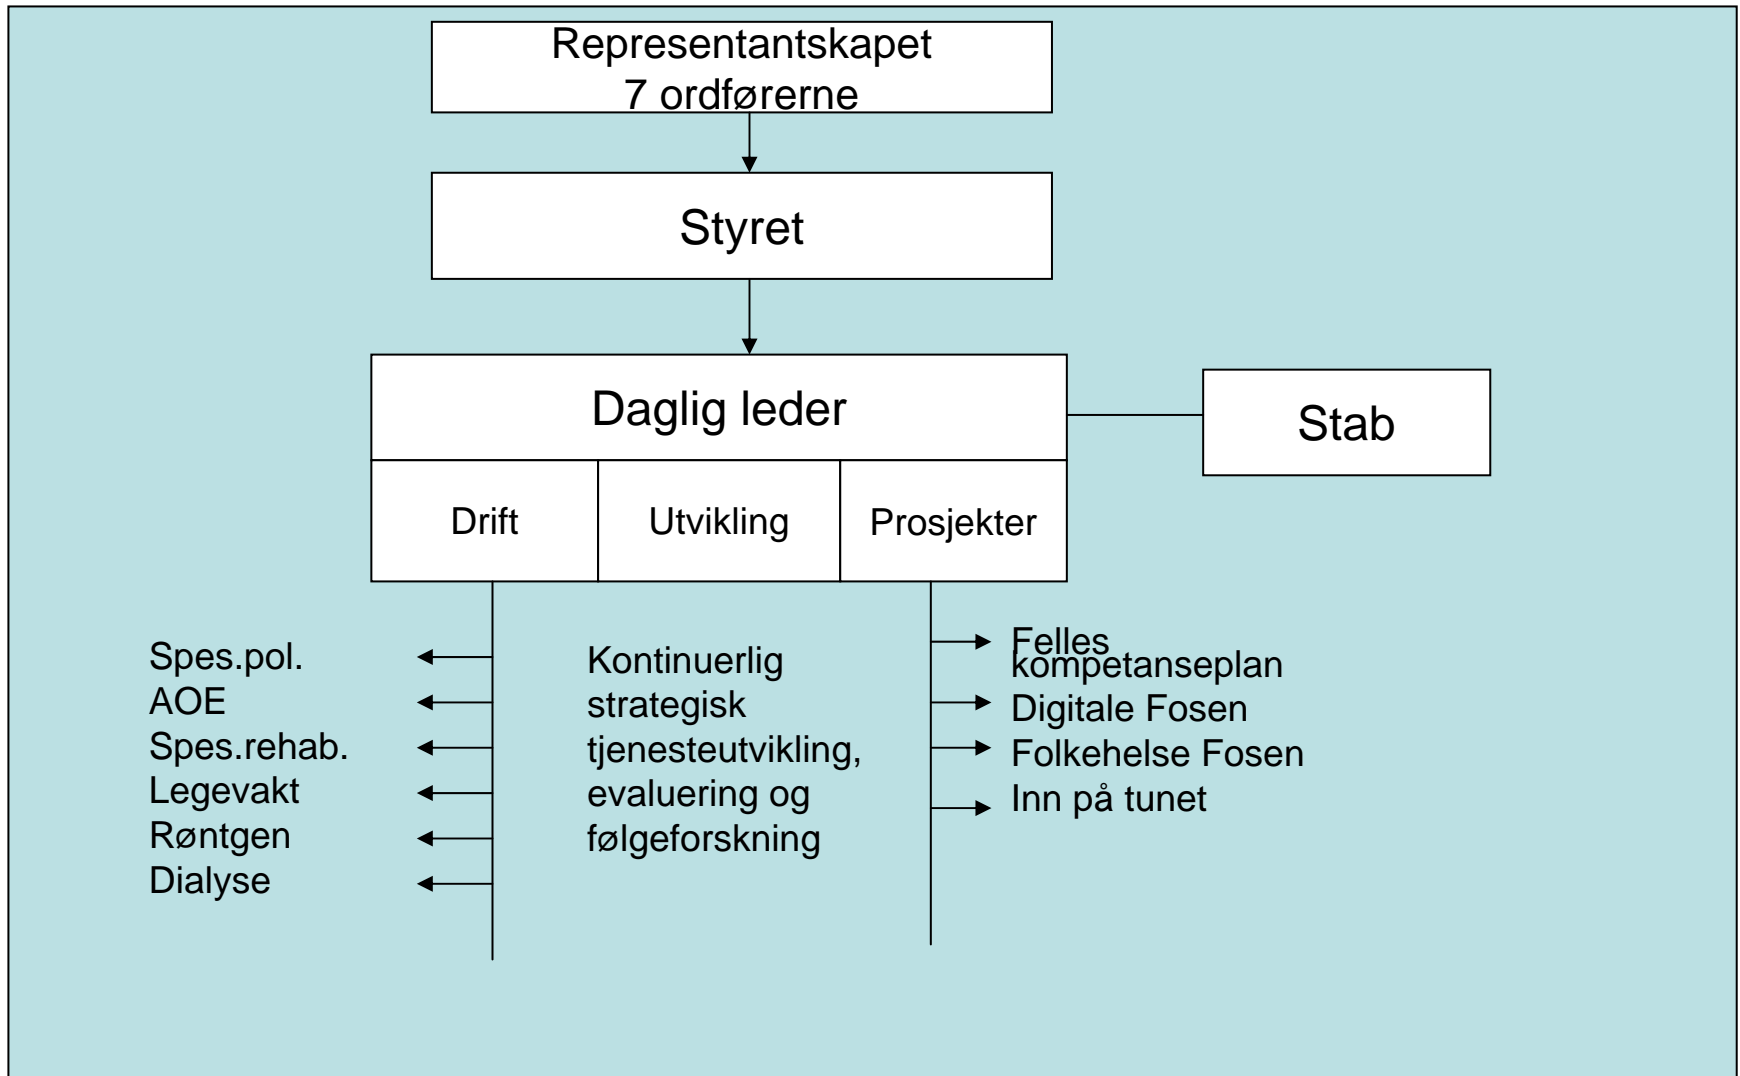 Representantskapet
7 ordførerne
Styret
Daglig leder
Stab
Drift
Utvikling
Prosjekter
Spes.pol.
AOE
Spes.rehab.
Legevakt
Røntgen
Dialyse
Kontinuerlig
strategisk
tjenesteutvikling,
evaluering og
følgeforskning
Felles
kompetanseplan
Digitale Fosen
Folkehelse Fosen
Inn på tunet